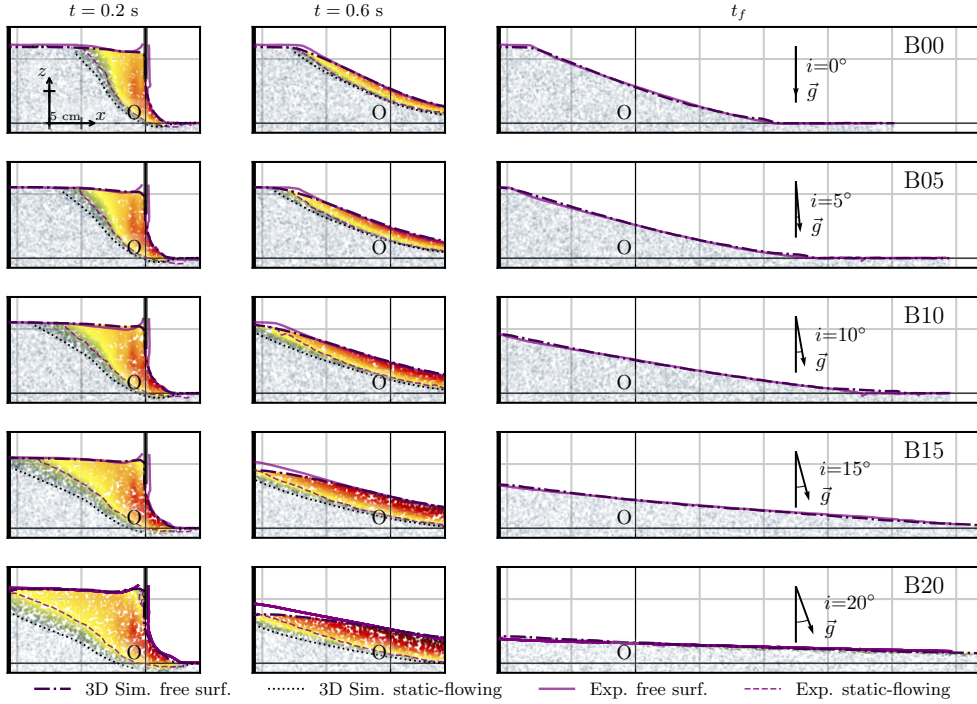 t = 0.2 s
t = 0.6 s
t_f
z
5 cm
x
O
O
O
B00
i=0°
g⃗
O
O
O
B05
i=5°
g⃗
O
O
O
B10
i=10°
g⃗
O
O
O
B15
i=15°
g⃗
O
O
O
B20
i=20°
g⃗
3D Sim. free surf.
3D Sim. static-flowing
Exp. free surf.
Exp. static-flowing